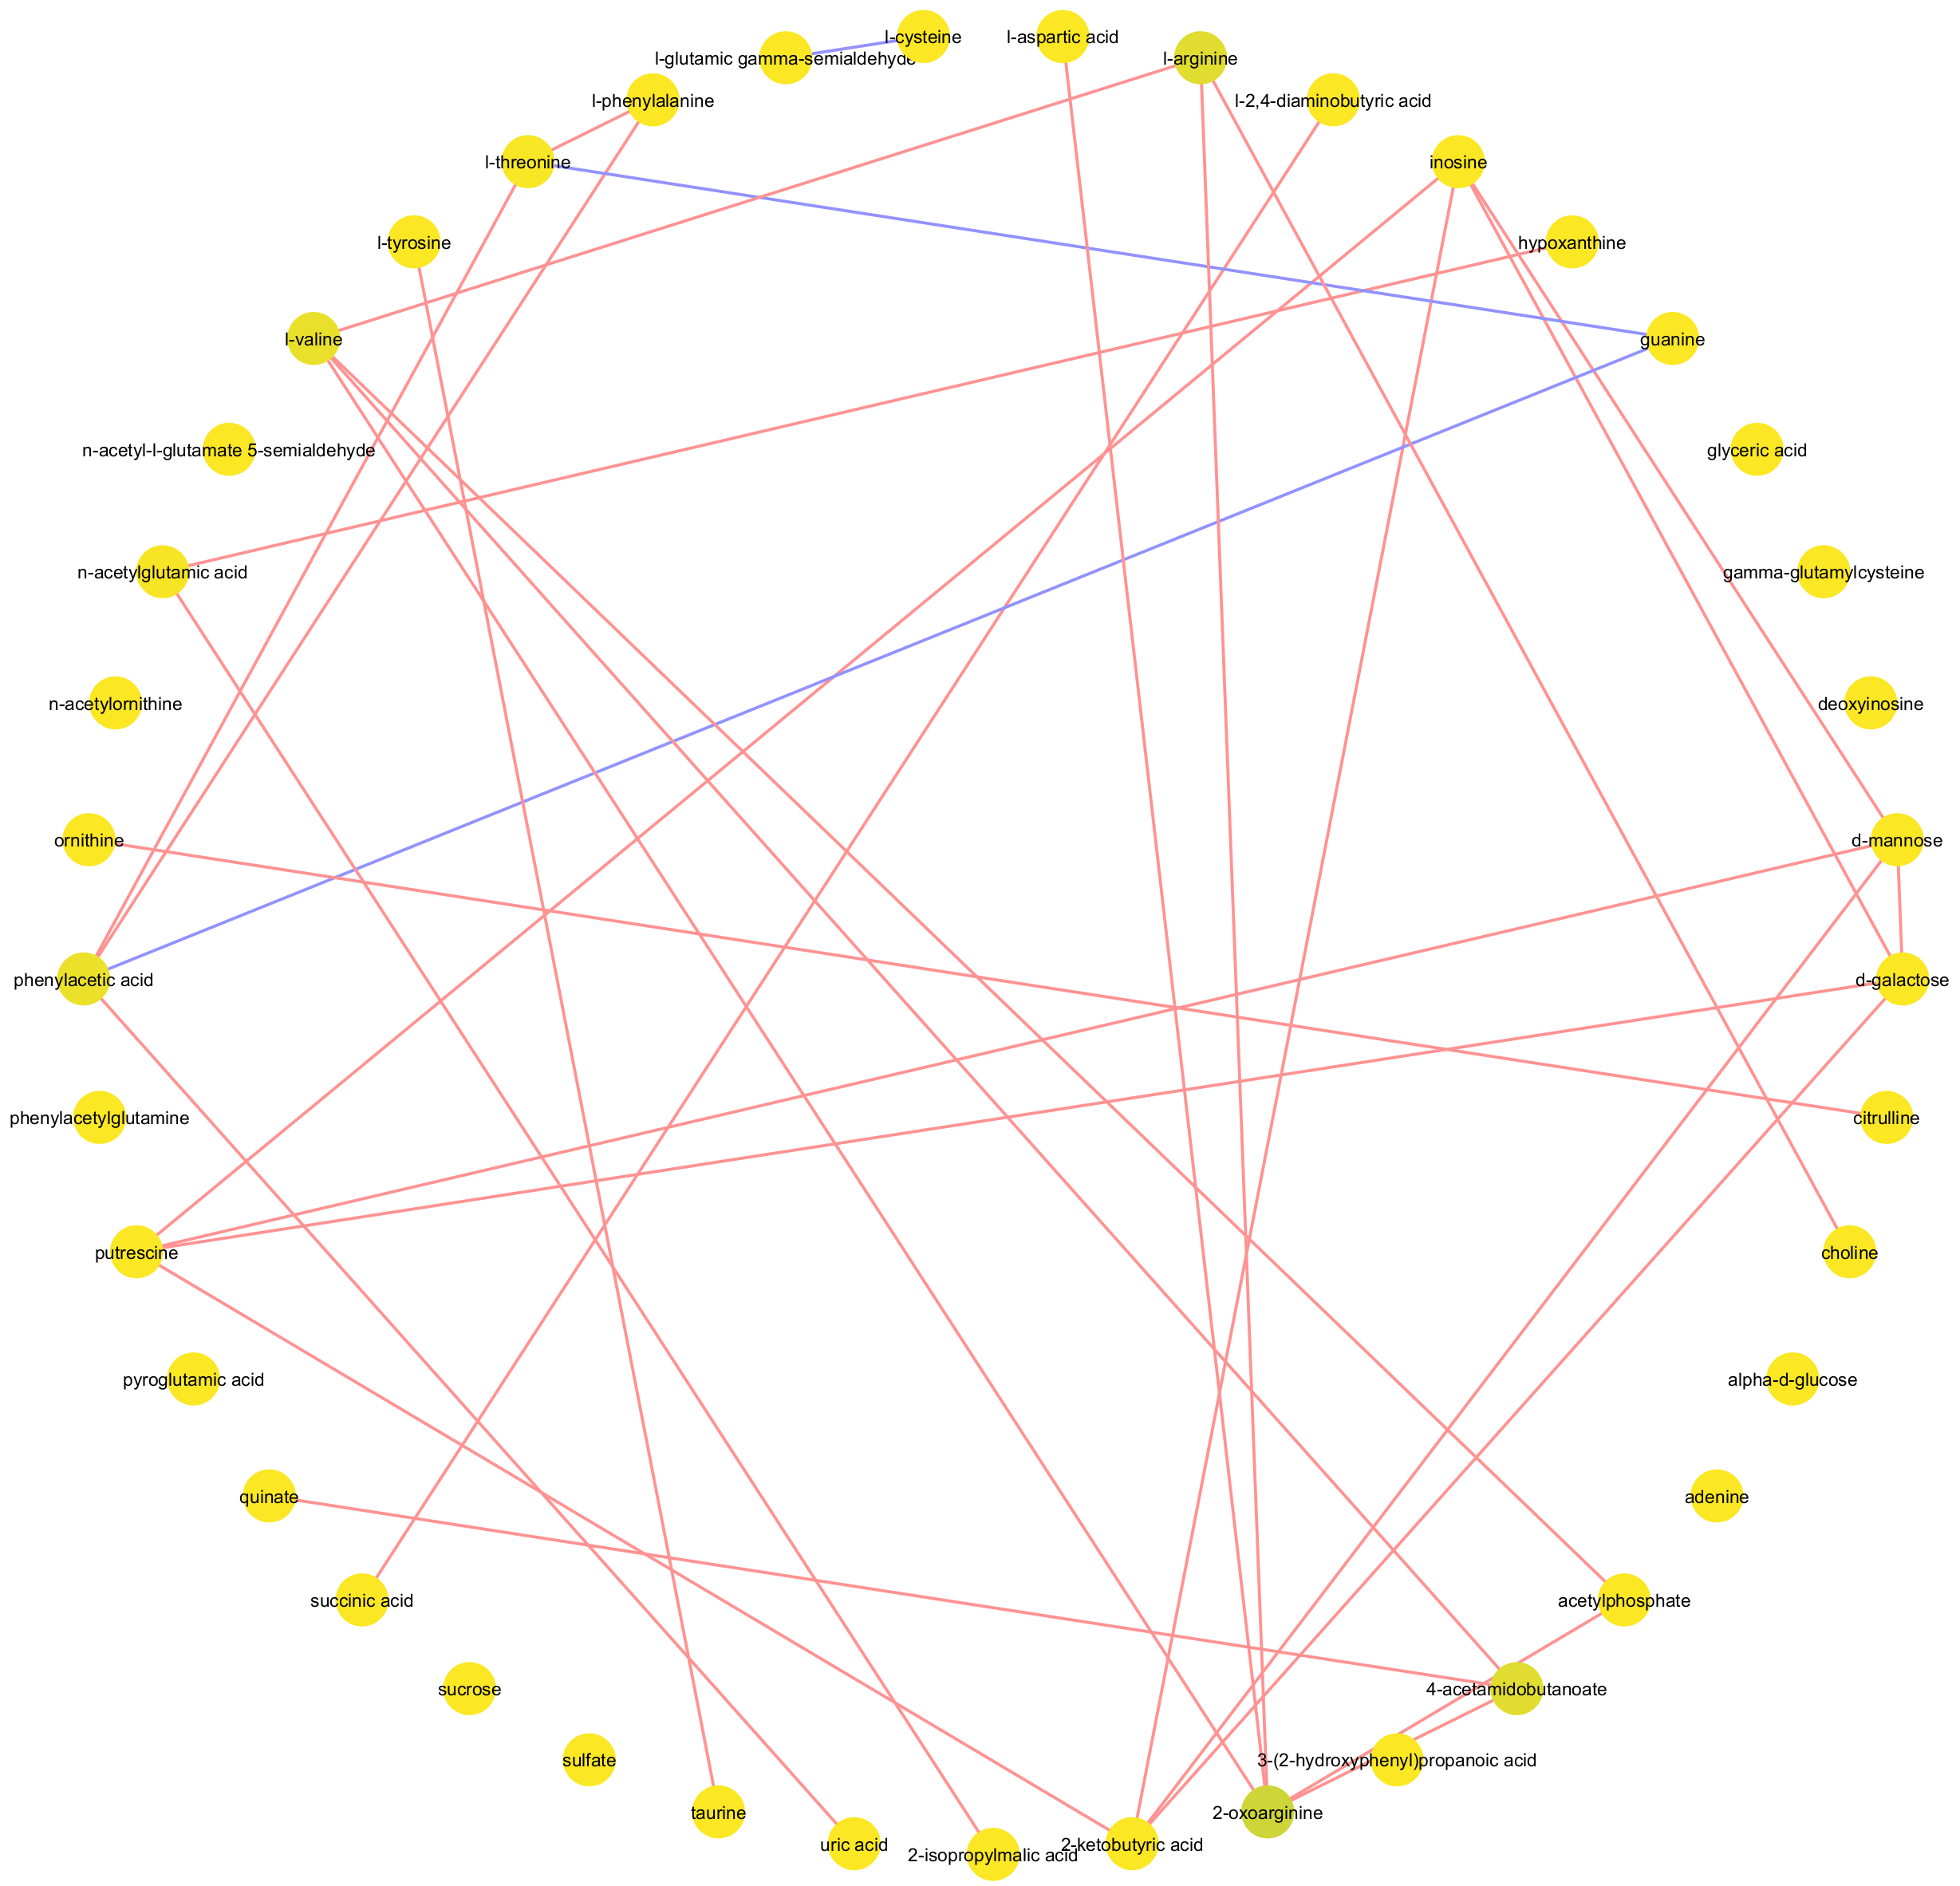 l-cysteine
l-aspartic acid
l-glutamic gamma-semialdehyde
l-arginine
l-phenylalanine
l-2,4-diaminobutyric acid
l-threonine
inosine
l-tyrosine
hypoxanthine
l-valine
guanine
n-acetyl-l-glutamate 5-semialdehyde
glyceric acid
n-acetylglutamic acid
gamma-glutamylcysteine
n-acetylornithine
deoxyinosine
ornithine
d-mannose
phenylacetic acid
d-galactose
phenylacetylglutamine
citrulline
putrescine
choline
pyroglutamic acid
alpha-d-glucose
quinate
adenine
succinic acid
acetylphosphate
sucrose
4-acetamidobutanoate
sulfate
3-(2-hydroxyphenyl)propanoic acid
taurine
2-oxoarginine
uric acid
2-ketobutyric acid
2-isopropylmalic acid